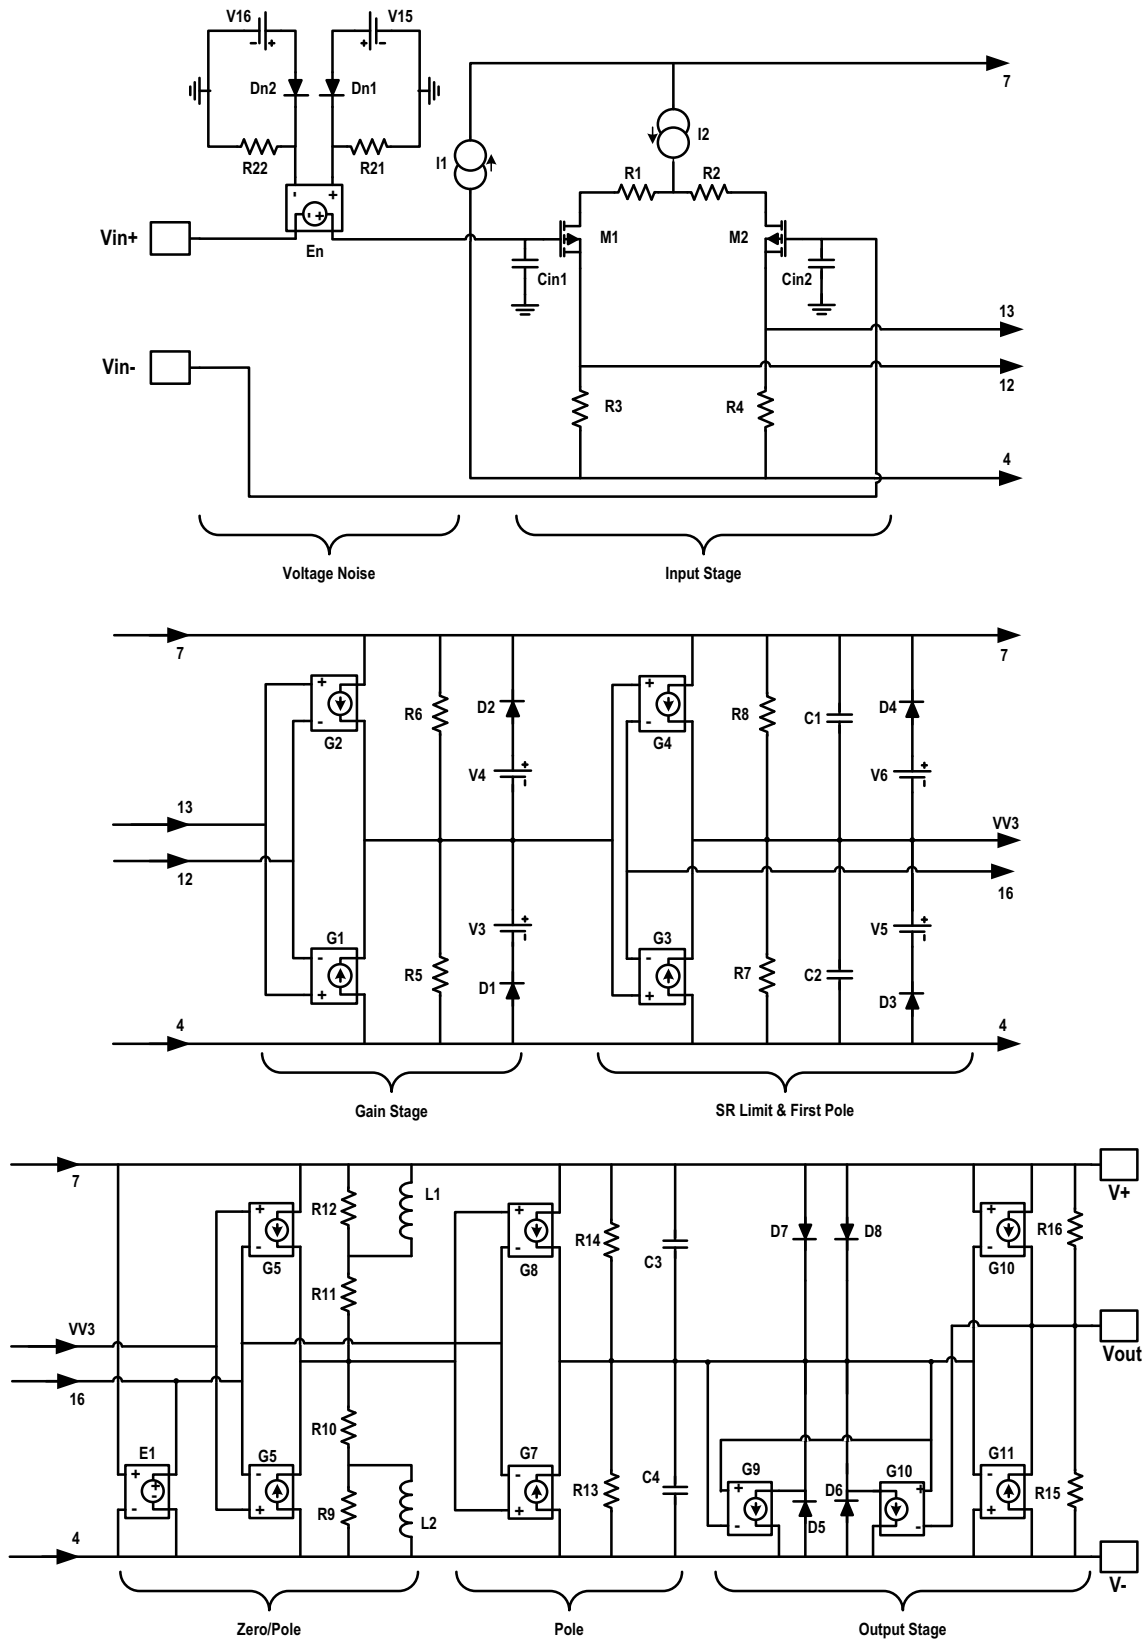 V16
V15
- +
+ -
Dn2
Dn1
R22
R21
- +
- +
En
Vin+
Vin-
I1
I2
7
R1
R2
M1
M2
Cin1
Cin2
13
12
R3
R4
4
Voltage Noise
Input Stage
7
7
+
-
G2
R6
D2
V4
+
-
+
-
G4
R8
C1
D4
V6
+
-
13
12
VV3
16
G1
-
+
R5
V3
+
-
D1
G3
-
+
R7
C2
V5
+
-
D3
4
4
Gain Stage
SR Limit & First Pole
7
V+
+
-
G5
R12
L1
R11
+
-
G8
R14
C3
D7
D8
+
-
G10
R16
VV3
16
Vout
E1
+
-
+
-
G5
-
+
R10
R9
L2
G7
-
+
R13
C4
G9
+
-
D5
D6
G10
+
-
G11
-
+
R15
4
V-
Zero/Pole
Pole
Output Stage